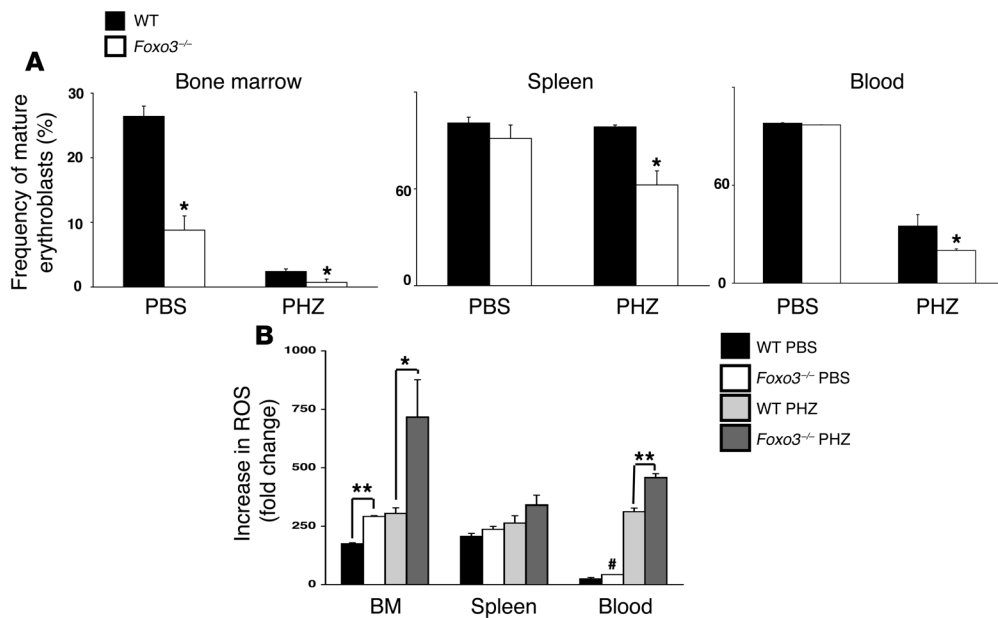 WT
Foxo3–/–
A
Bone marrow
Spleen
Blood
Frequency of mature
erythroblasts (%)
30
20
10
0
60
0
60
0
*
*
*
*
PBS
PHZ
PBS
PHZ
PBS
PHZ
B
WT PBS
Foxo3–/– PBS
WT PHZ
Foxo3–/– PHZ
Increase in ROS
(fold change)
1000
750
500
250
0
**
*
#
**
BM
Spleen
Blood